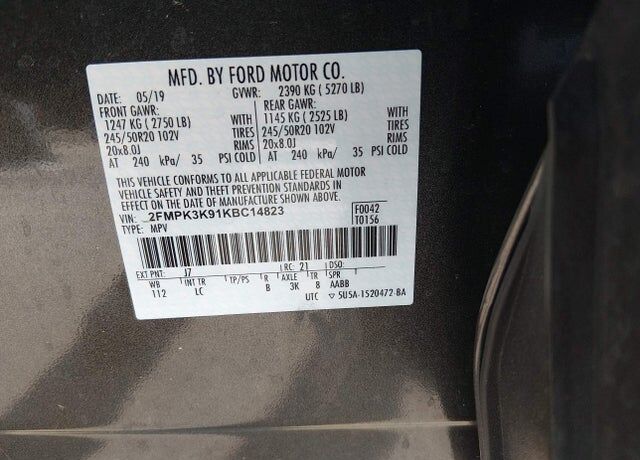 MFD. BY FORD MOTOR CO.
DATE: 05/19 GVWR: 2390 KG ( 5270 LB)
FRONT GAWR: REAR GAWR:
1247 KG ( 2750 LB) WITH 1145 KG ( 2525 LB) WITH
245/50R20 102V TIRES 245/50R20 102V TIRES
20x8.0J RIMS 20x8.0J RIMS
AT 240 kPa/ 35 PSI COLD AT 240 kPa/ 35 PSI COLD
THIS VEHICLE CONFORMS TO ALL APPLICABLE FEDERAL MOTOR
VEHICLE SAFETY AND THEFT PREVENTION STANDARDS IN
EFFECT ON THE DATE OF MANUFACTURE SHOWN ABOVE.
VIN: 2FMPK3K91KBC14823 F0042
TYPE: MPV T0156
EXT PNT: J7 RC: 21 DSO:
WB INT TR TP/PS R AXLE TR SPR
112 LC B 3K 8 AABB
UTC ▽ 5U5A-1520472-BA